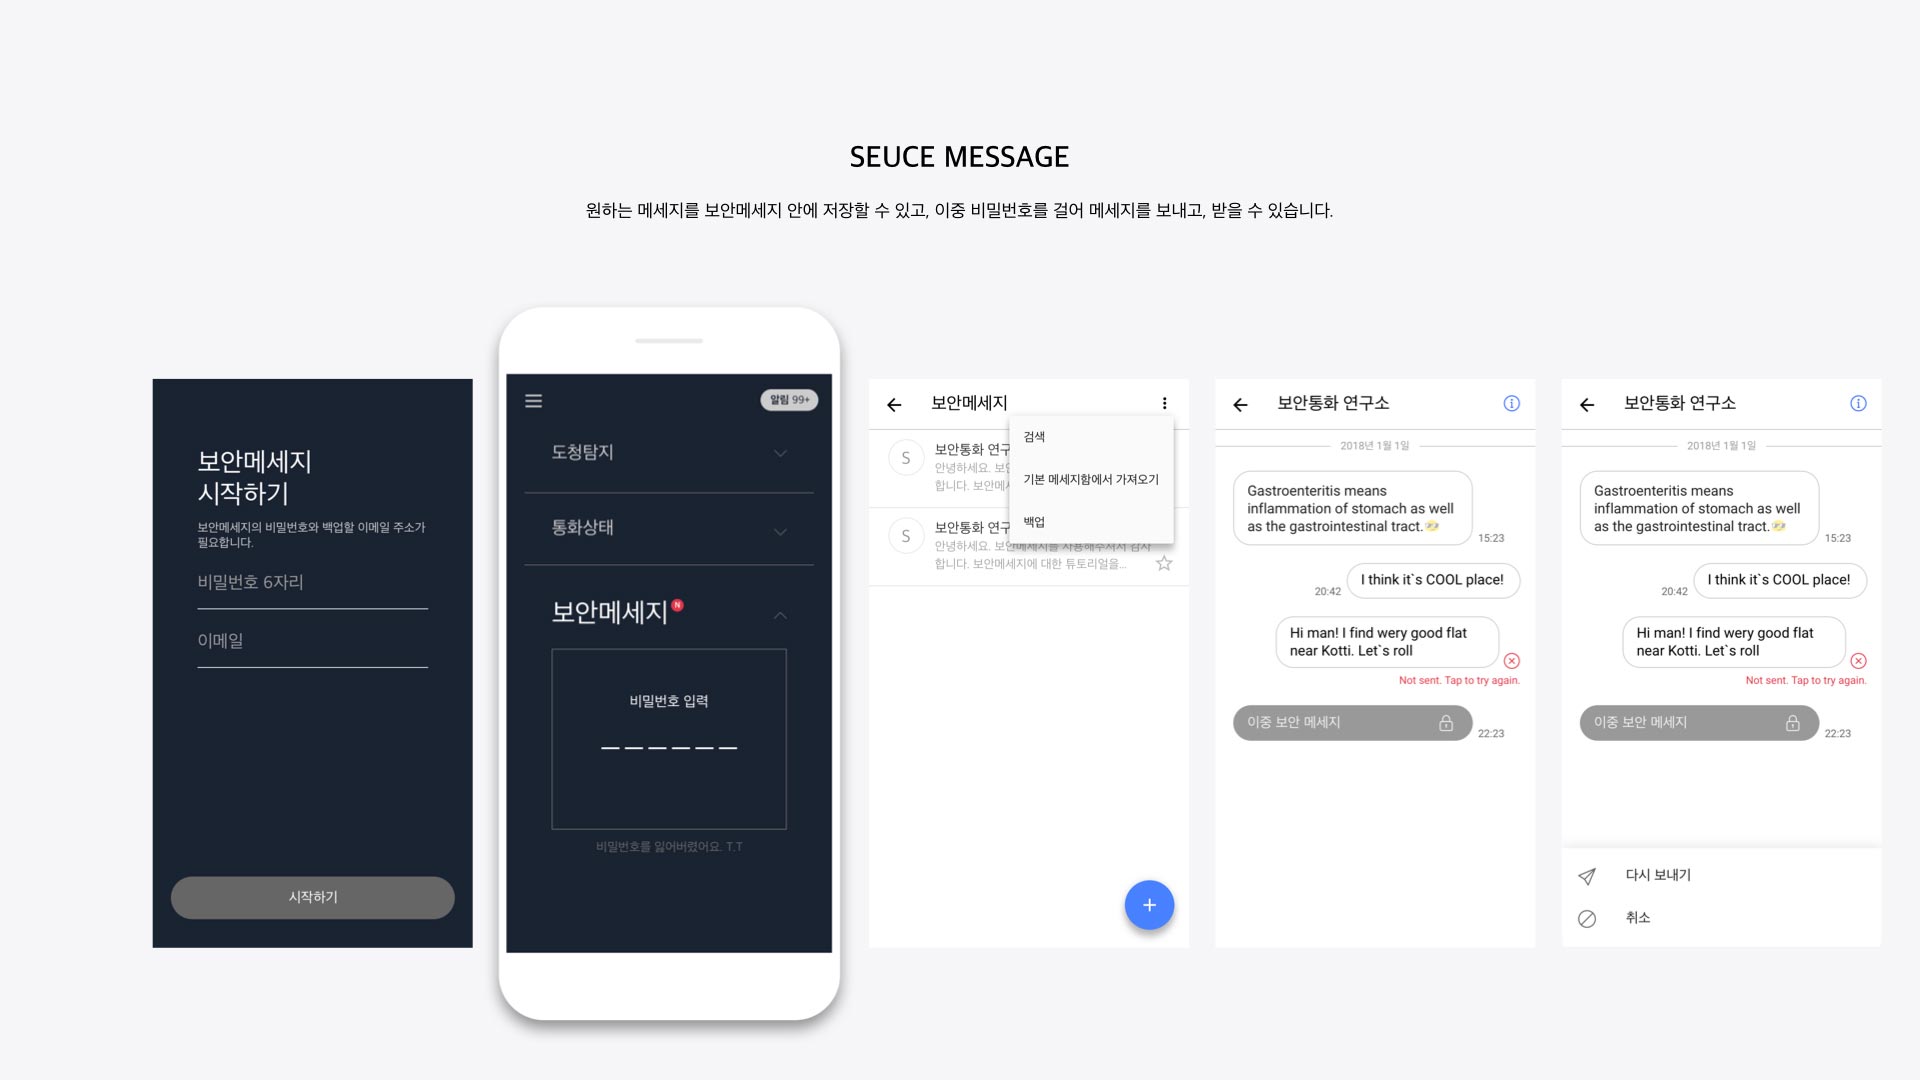 SEUCE MESSAGE
원하는 메세지를 보안메세지 안에 저장할 수 있고, 이중 비밀번호를 걸어 메세지를 보내고, 받을 수 있습니다.
보안메세지
시작하기
보안메세지의 비밀번호와 백업할 이메일 주소가
필요합니다.
비밀번호 6자리
이메일
시작하기
알림 99+
도청탐지
통화상태
보안메세지 N
비밀번호 입력
비밀번호를 잃어버렸어요. T.T
보안메세지
검색
기본 메세지함에서 가져오기
백업
S
보안통화 연구
안녕하세요. 보안
합니다. 보안메
S
보안통화 연구
안녕하세요. 보안메세지를 사용해주셔서 감사
합니다. 보안메세지에 대한 튜토리얼을...
+
보안통화 연구소
2018년 1월 1일
Gastroenteritis means
inflammation of stomach as well
as the gastrointestinal tract.
15:23
I think it`s COOL place!
20:42
Hi man! I find wery good flat
near Kotti. Let`s roll
Not sent. Tap to try again.
이중 보안 메세지
22:23
보안통화 연구소
2018년 1월 1일
Gastroenteritis means
inflammation of stomach as well
as the gastrointestinal tract.
15:23
I think it`s COOL place!
20:42
Hi man! I find wery good flat
near Kotti. Let`s roll
Not sent. Tap to try again.
이중 보안 메세지
22:23
다시 보내기
취소